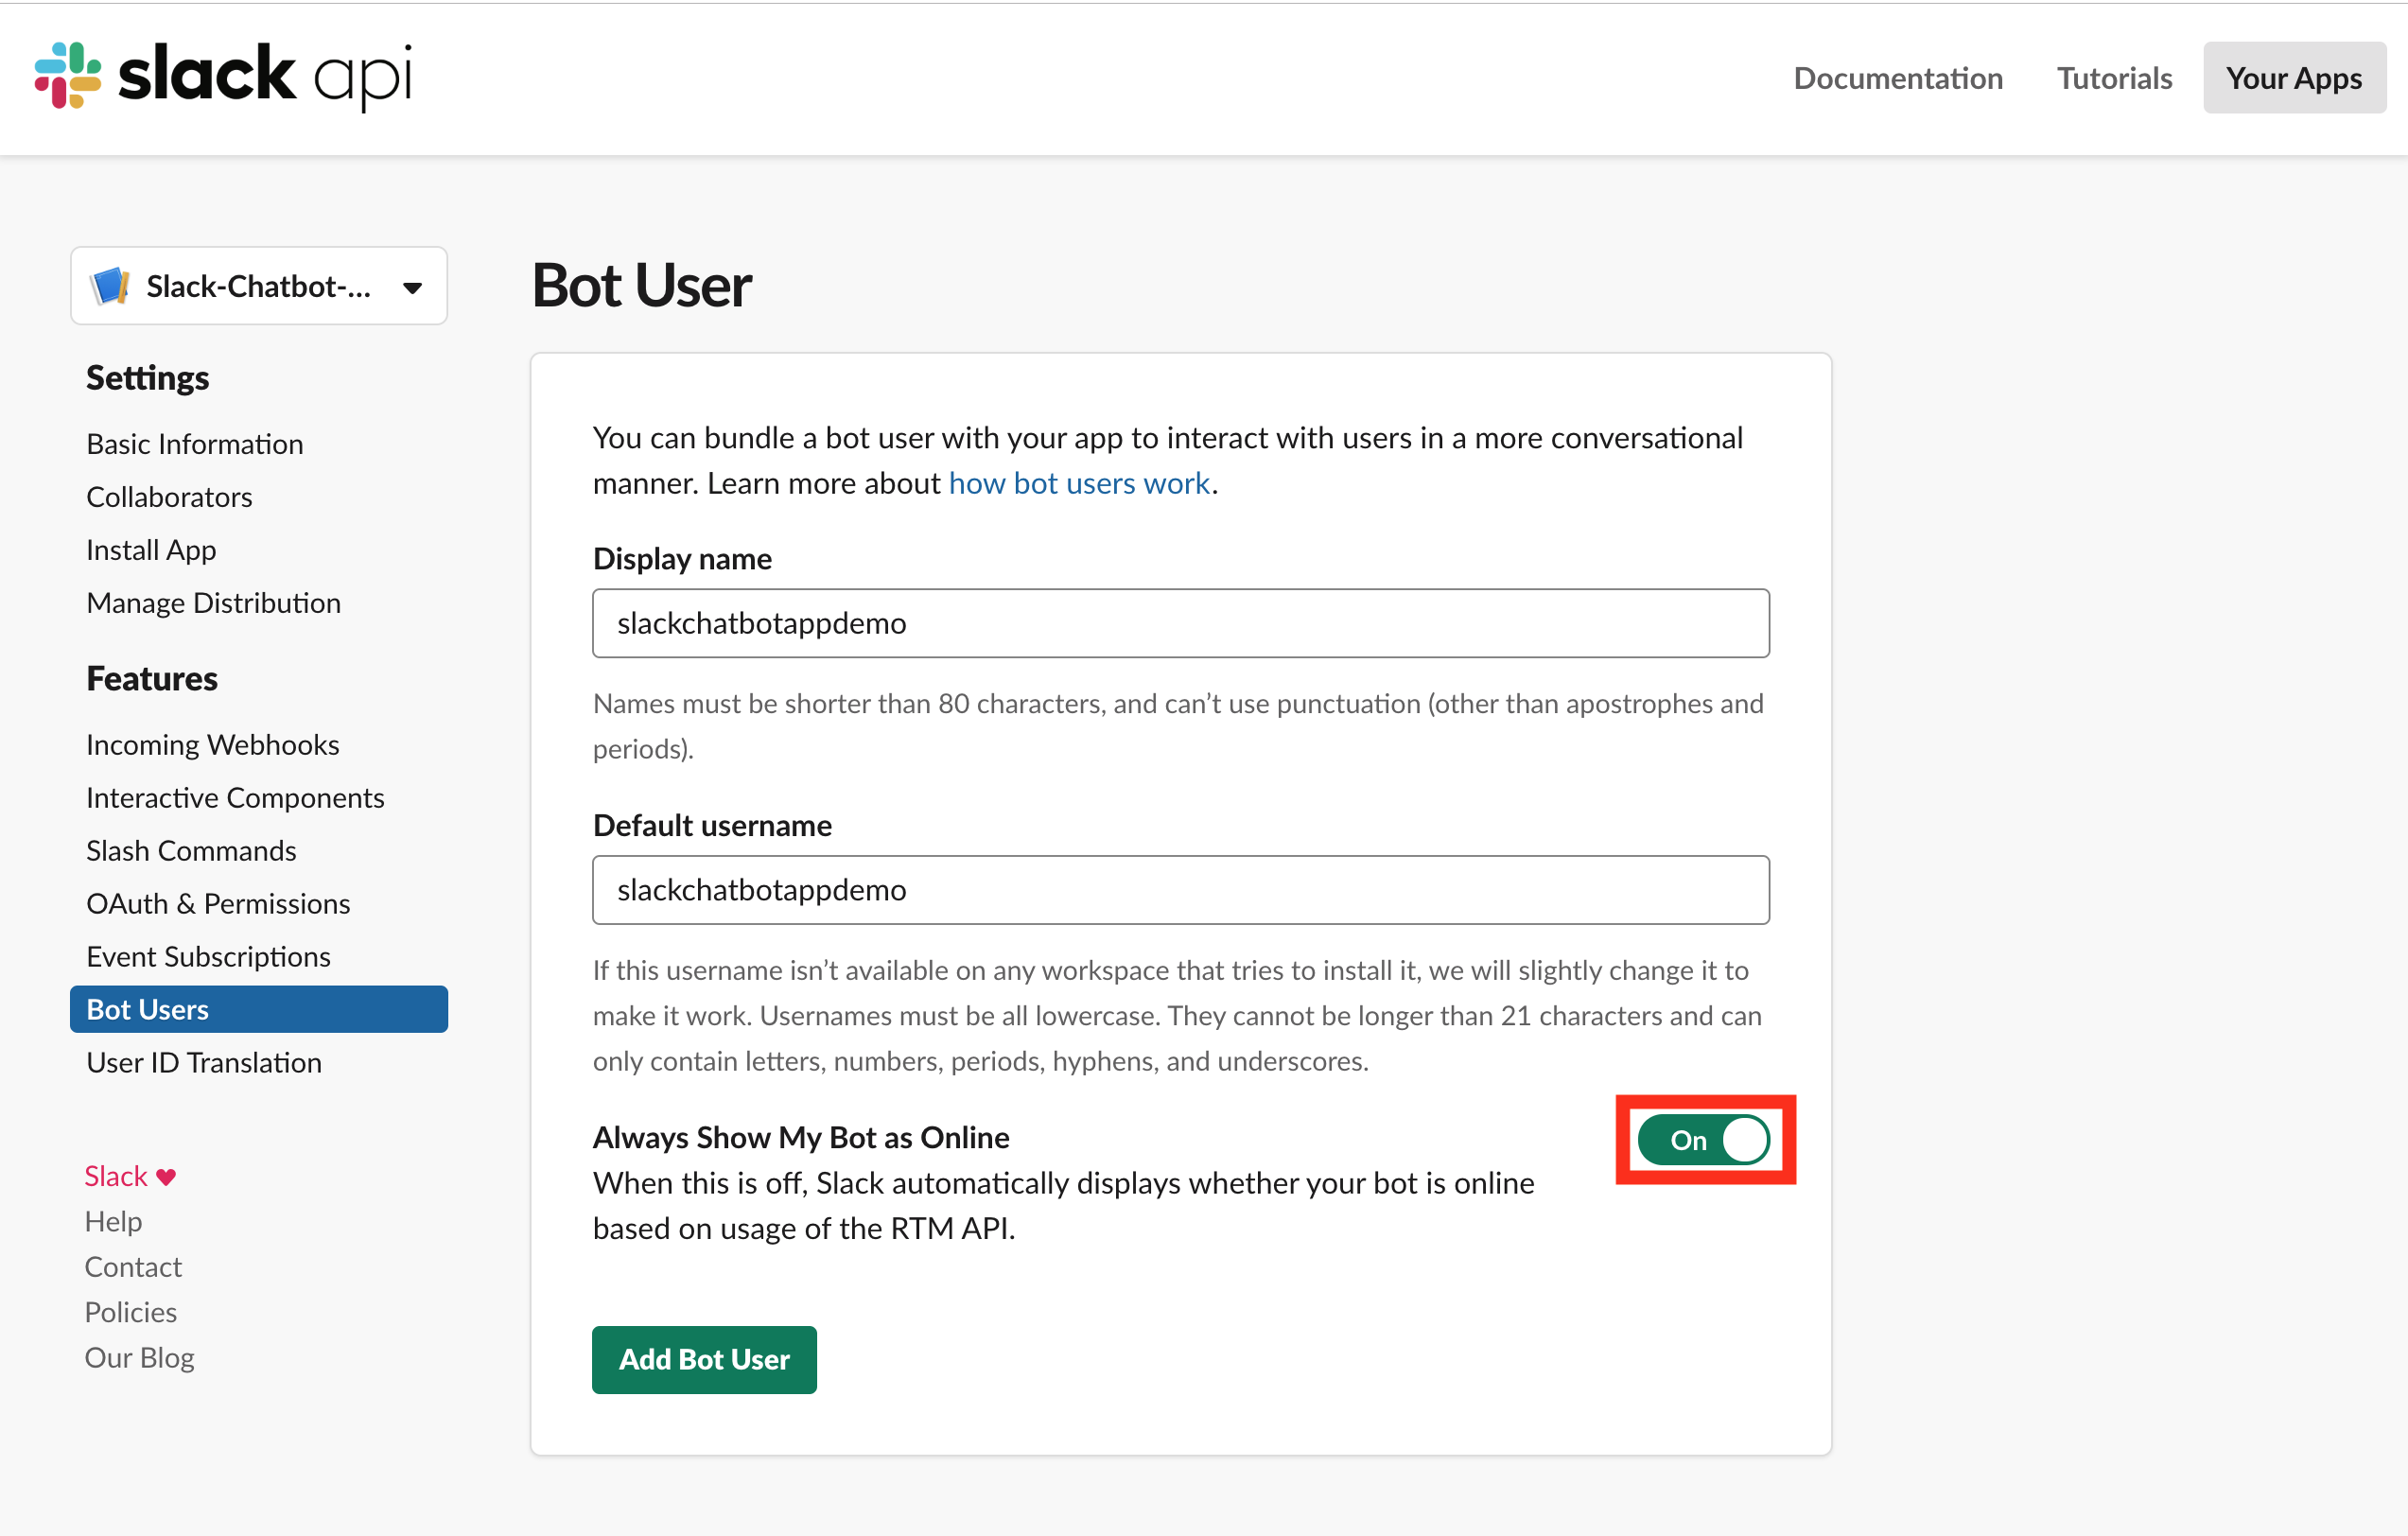 slack api
Documentation
Tutorials
Your Apps
Slack-Chatbot-...
Settings
Basic Information
Collaborators
Install App
Manage Distribution
Features
Incoming Webhooks
Interactive Components
Slash Commands
OAuth & Permissions
Event Subscriptions
Bot Users
User ID Translation
Slack ♥
Help
Contact
Policies
Our Blog
Bot User
You can bundle a bot user with your app to interact with users in a more conversational
manner. Learn more about how bot users work.
Display name
slackchatbotappdemo
Names must be shorter than 80 characters, and can’t use punctuation (other than apostrophes and
periods).
Default username
slackchatbotappdemo
If this username isn’t available on any workspace that tries to install it, we will slightly change it to
make it work. Usernames must be all lowercase. They cannot be longer than 21 characters and can
only contain letters, numbers, periods, hyphens, and underscores.
Always Show My Bot as Online
On
When this is off, Slack automatically displays whether your bot is online
based on usage of the RTM API.
Add Bot User